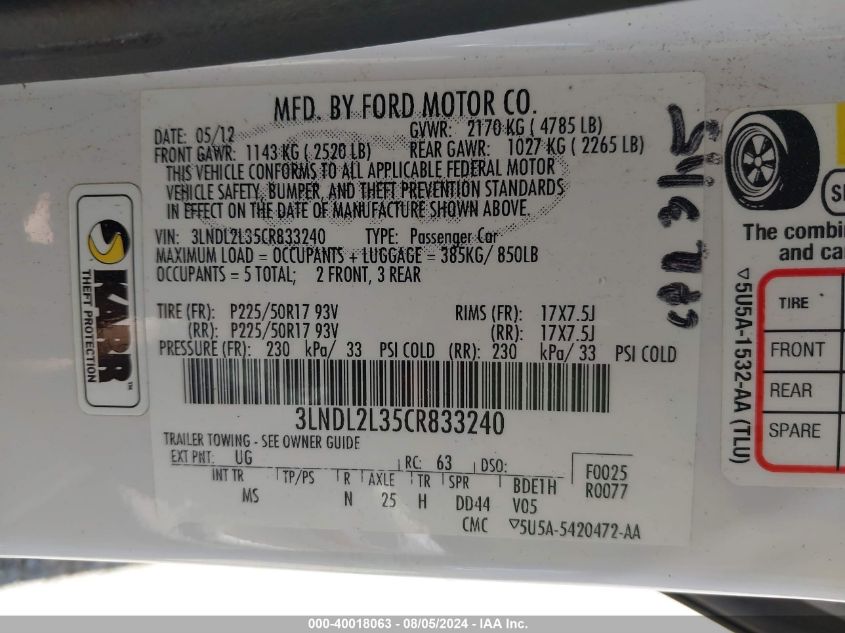 MFD. BY FORD MOTOR CO.
DATE: 05/12
GVWR: 2170 KG ( 4785 LB)
FRONT GAWR: 1143 KG ( 2520 LB)
REAR GAWR: 1027 KG ( 2265 LB)
THIS VEHICLE CONFORMS TO ALL APPLICABLE FEDERAL MOTOR
VEHICLE SAFETY, BUMPER, AND THEFT PREVENTION STANDARDS
IN EFFECT ON THE DATE OF MANUFACTURE SHOWN ABOVE.
VIN: 3LNDL2L35CR833240 TYPE: Passenger Car
MAXIMUM LOAD = OCCUPANTS + LUGGAGE = 385KG/ 850LB
OCCUPANTS = 5 TOTAL; 2 FRONT, 3 REAR
TIRE (FR): P225/50R17 93V RIMS (FR): 17X7.5J
(RR): P225/50R17 93V (RR): 17X7.5J
PRESSURE (FR): 230 kPa/ 33 PSI COLD (RR): 230 kPa/ 33 PSI COLD
3LNDL2L35CR833240
TRAILER TOWING - SEE OWNER GUIDE
EXT PNT: UG RC: 63 DSO:
F0025
R0077
INT TR TP/PS R AXLE TR SPR BDE1H
MS N 25 H DD44 V05
CMC ▽5U5A-5420472-AA
KARR™
THEFT PROTECTION
The combin
and ca
TIRE
FRONT
REAR
SPARE
▽5U5A-1532-AA (TLU)
000-40018063 - 08/05/2024 - IAA Inc.